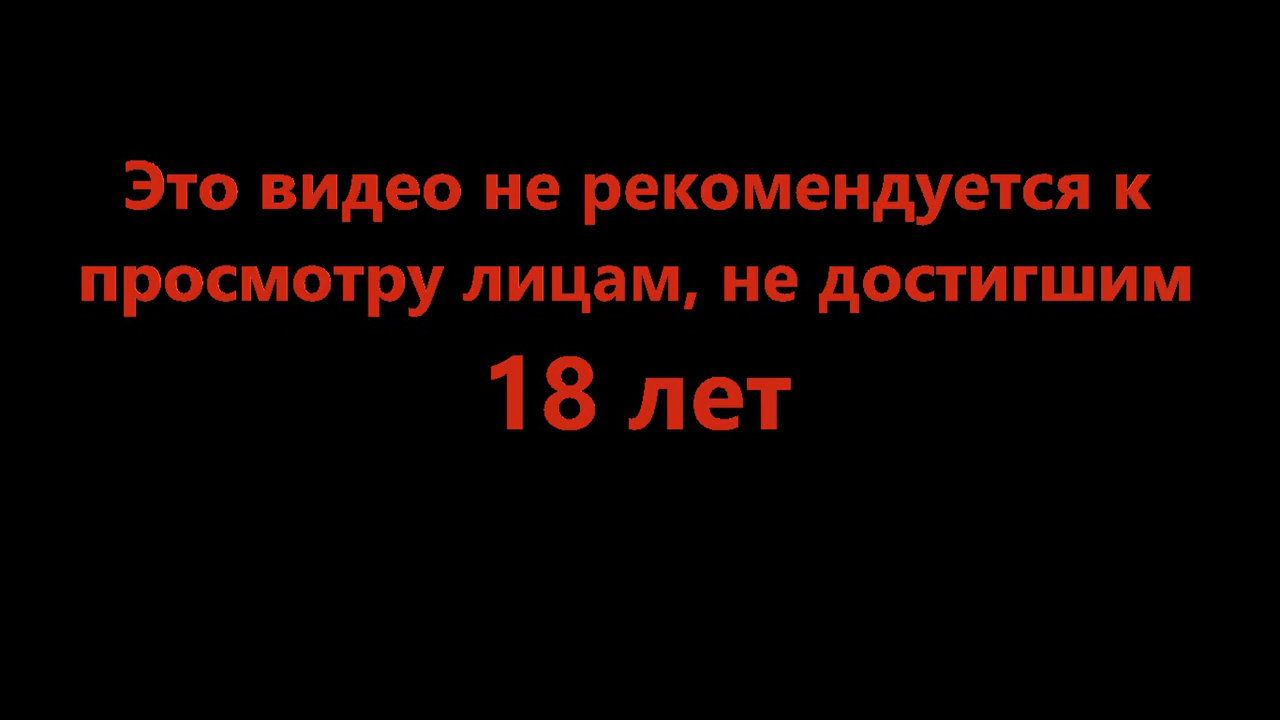 Это видео не рекомендуется к
просмотру лицам, не достигшим
18 лет